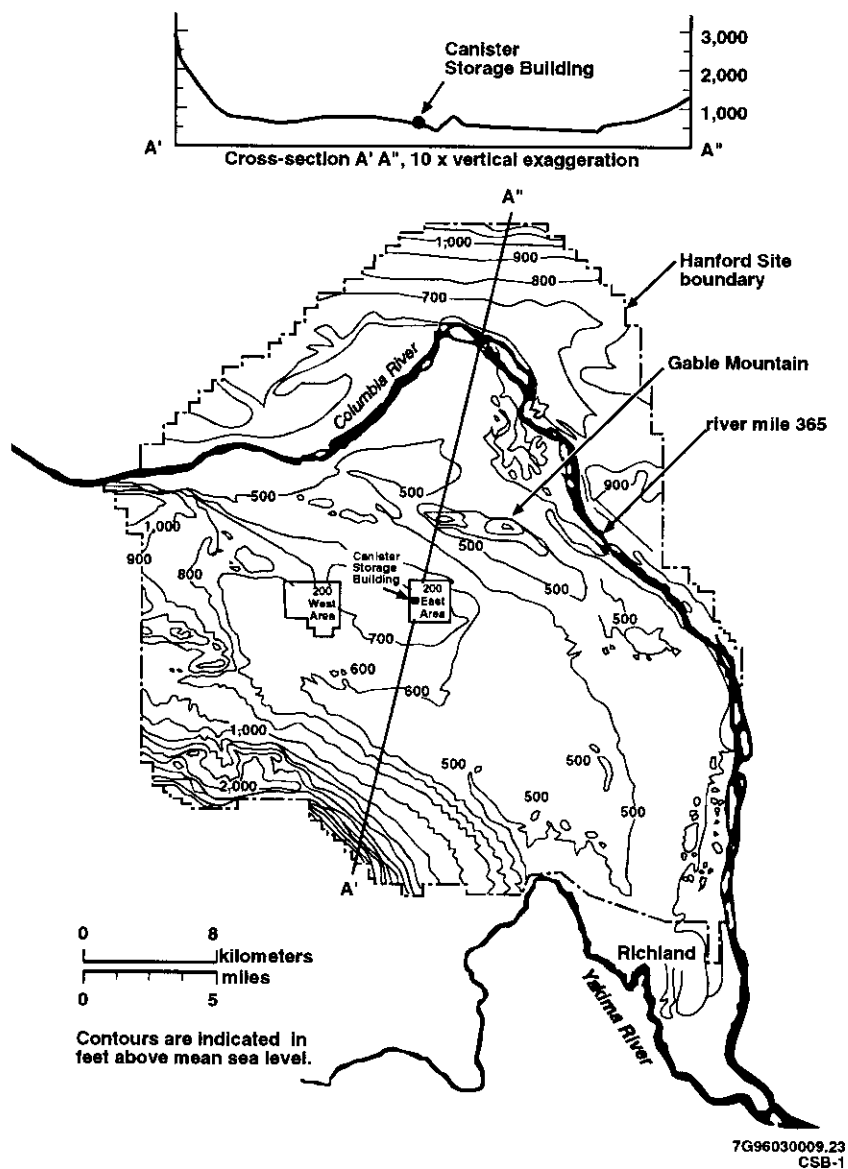 3,000
Canister
Storage Building
2,000
1,000
A'
A"
Cross-section A' A", 10 x vertical exaggeration
A"
1,000
900
800
700
Hanford Site
boundary
Columbia River
Gable Mountain
river mile 365
900
500
500
1,000
500
900
800
Canister
Storage
Building
500
200
West
Area
200
East
Area
500
700
600
600
1,000
500
500
2,000
500
500
A'
0 8
kilometers
miles
0 5
Richland
Yakima River
Contours are indicated in
feet above mean sea level.
7G96030009.23
CSB-1